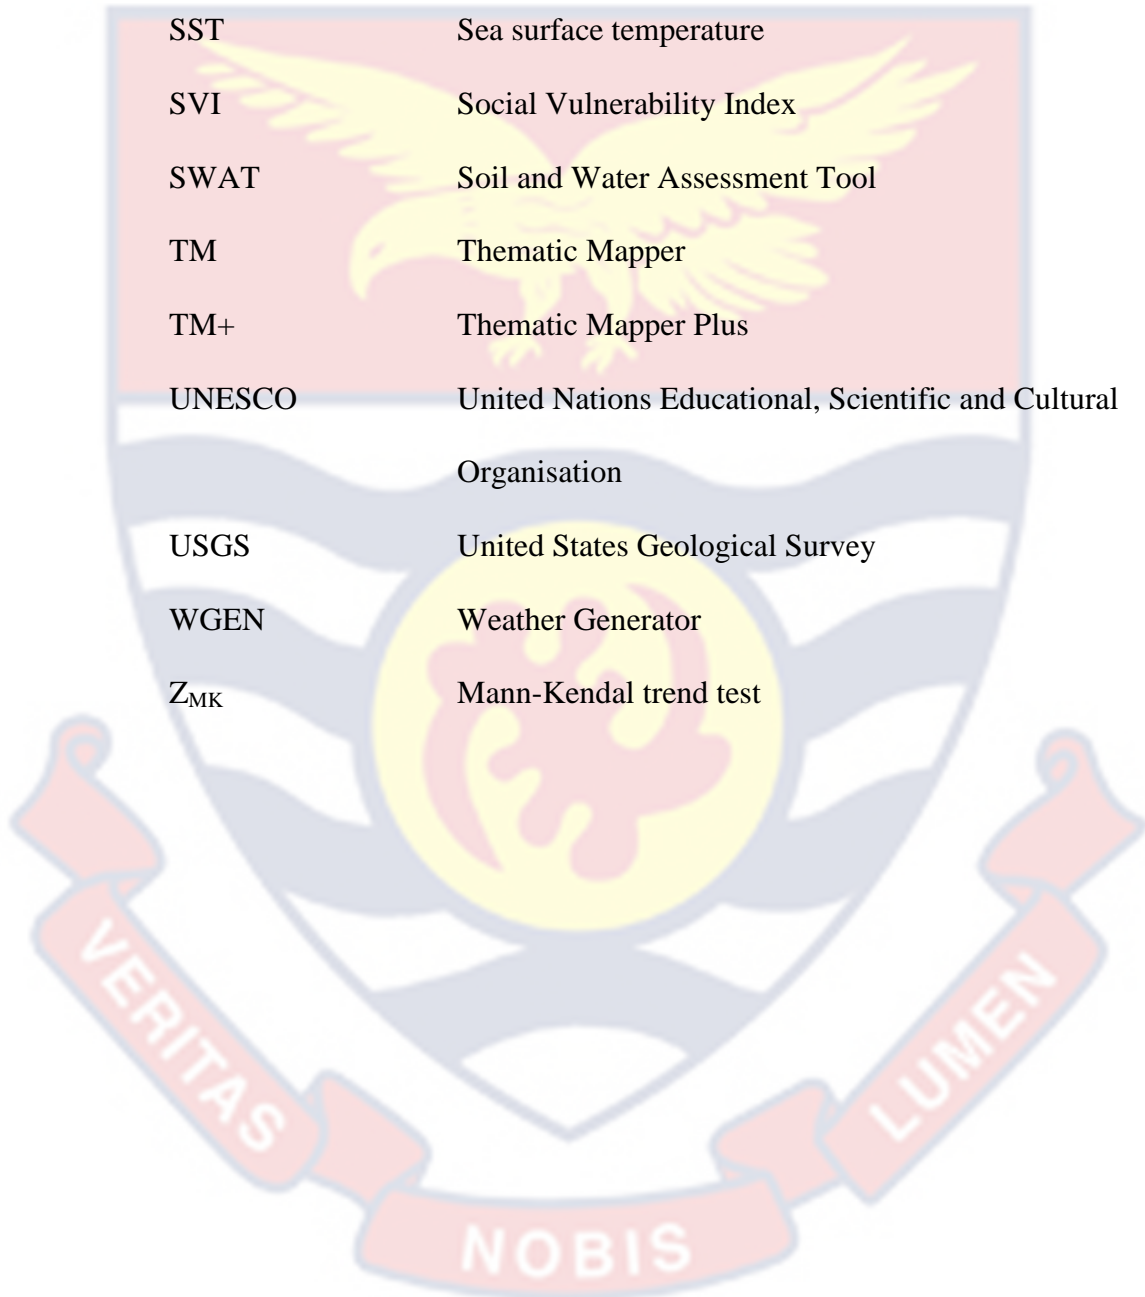 SST Sea surface temperature
SVI Social Vulnerability Index
SWAT Soil and Water Assessment Tool
TM Thematic Mapper
TM+ Thematic Mapper Plus
UNESCO United Nations Educational, Scientific and Cultural
Organisation
USGS United States Geological Survey
WGEN Weather Generator
ZMK Mann-Kendal trend test
VERITAS
NOBIS
LUMEN